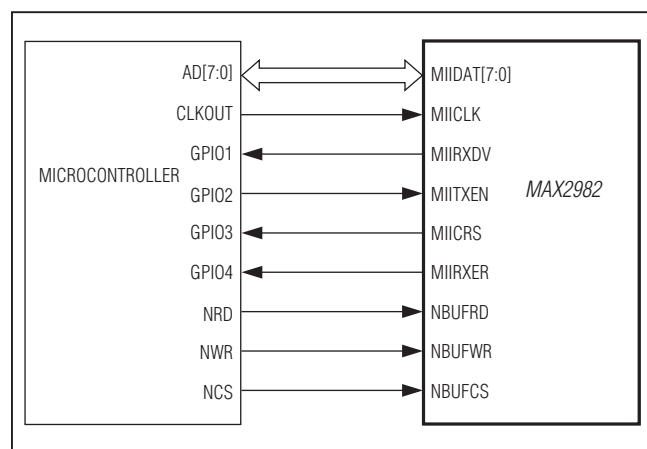 AD[7:0] MIIDAT[7:0]
CLKOUT MIICLK
GPIO1 MIIRXDV
MICROCONTROLLER MAX2982
GPIO2 MIITXEN
GPIO3 MIICRS
GPIO4 MIIRXER
NRD NBUFRD
NWR NBUFWR
NCS NBUFCS